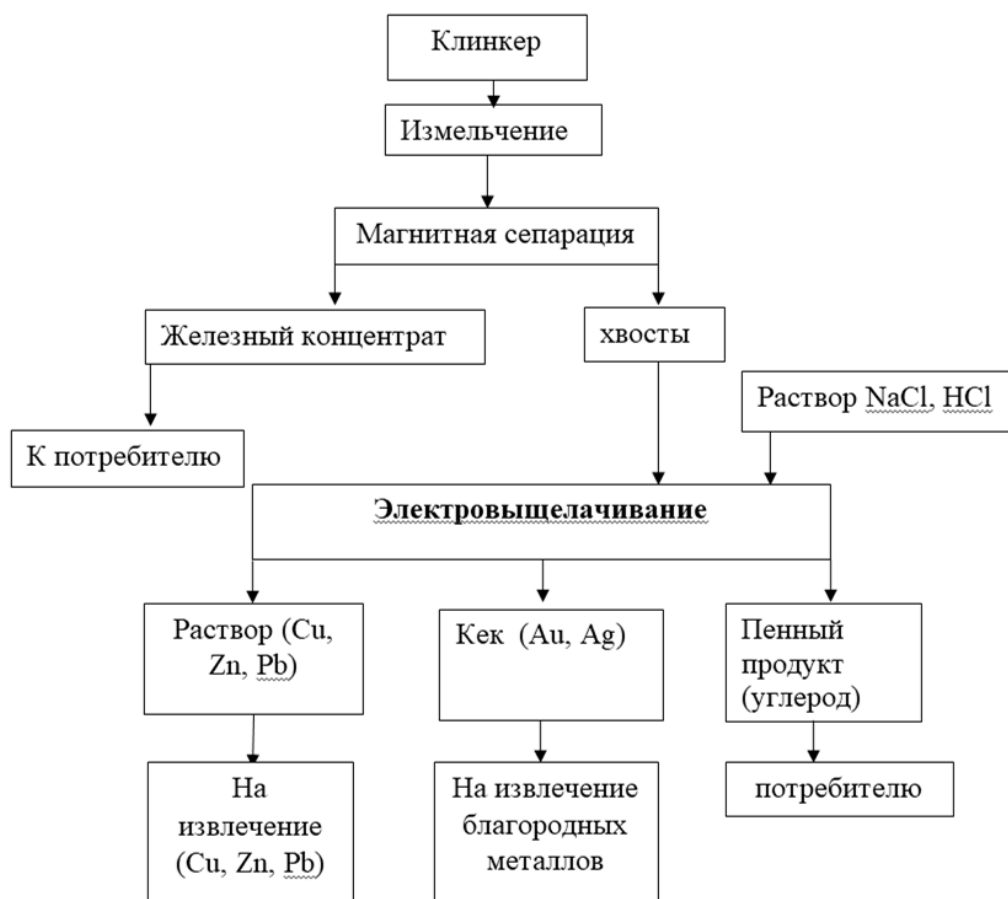 Клинкер
Измельчение
Магнитная сепарация
Железный концентрат
хвосты
Раствор NaCl, HCl
К потребителю
Электровыщелачивание
Раствор (Cu,
Zn, Pb)
Кек (Au, Ag)
Пенный
продукт
(углерод)
На
извлечение
(Cu, Zn, Pb)
На извлечение
благородных
металлов
потребителю